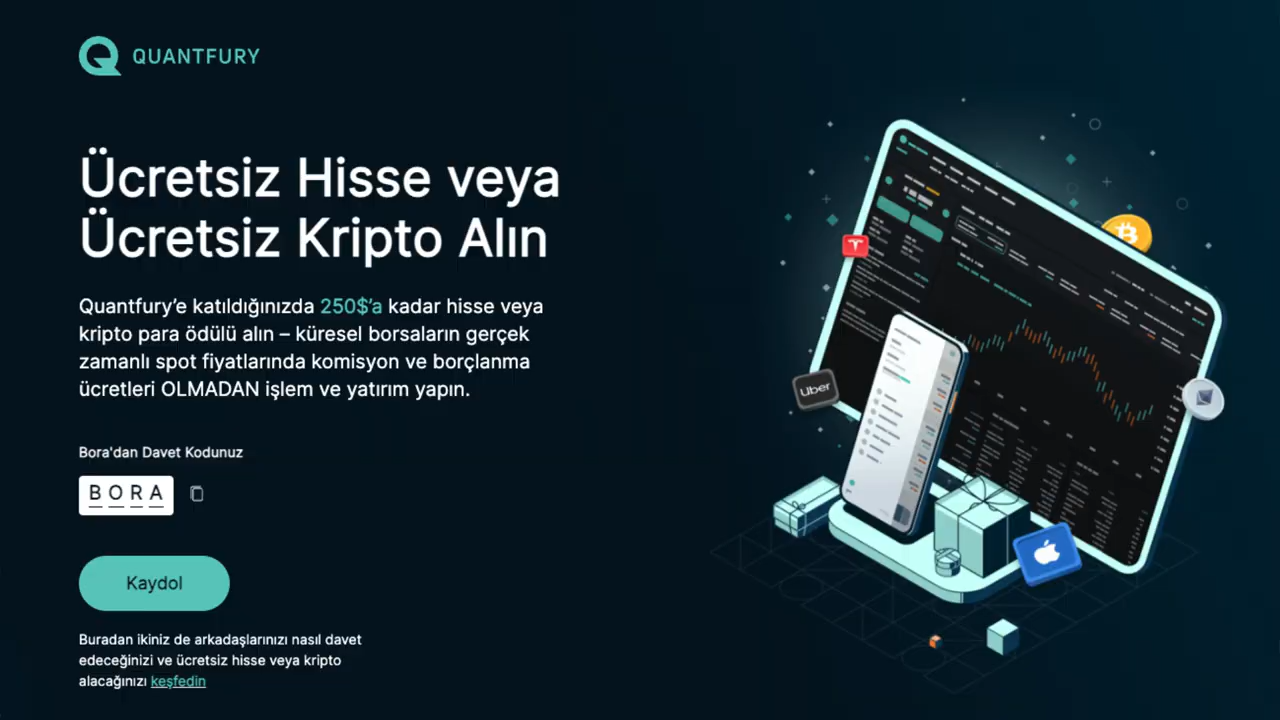 QUANTFURY
Ücretsiz Hisse veya
Ücretsiz Kripto Alın
Quantfury’e katıldığınızda 250$’a kadar hisse veya
kripto para ödülü alın – küresel borsaların gerçek
zamanlı spot fiyatlarında komisyon ve borçlanma
ücretleri OLMADAN işlem ve yatırım yapın.
Bora'dan Davet Kodunuz
BORA
Kaydol
Buradan ikiniz de arkadaşlarınızı nasıl davet
edeceğinizi ve ücretsiz hisse veya kripto
alacağınızı keşfedin
Uber